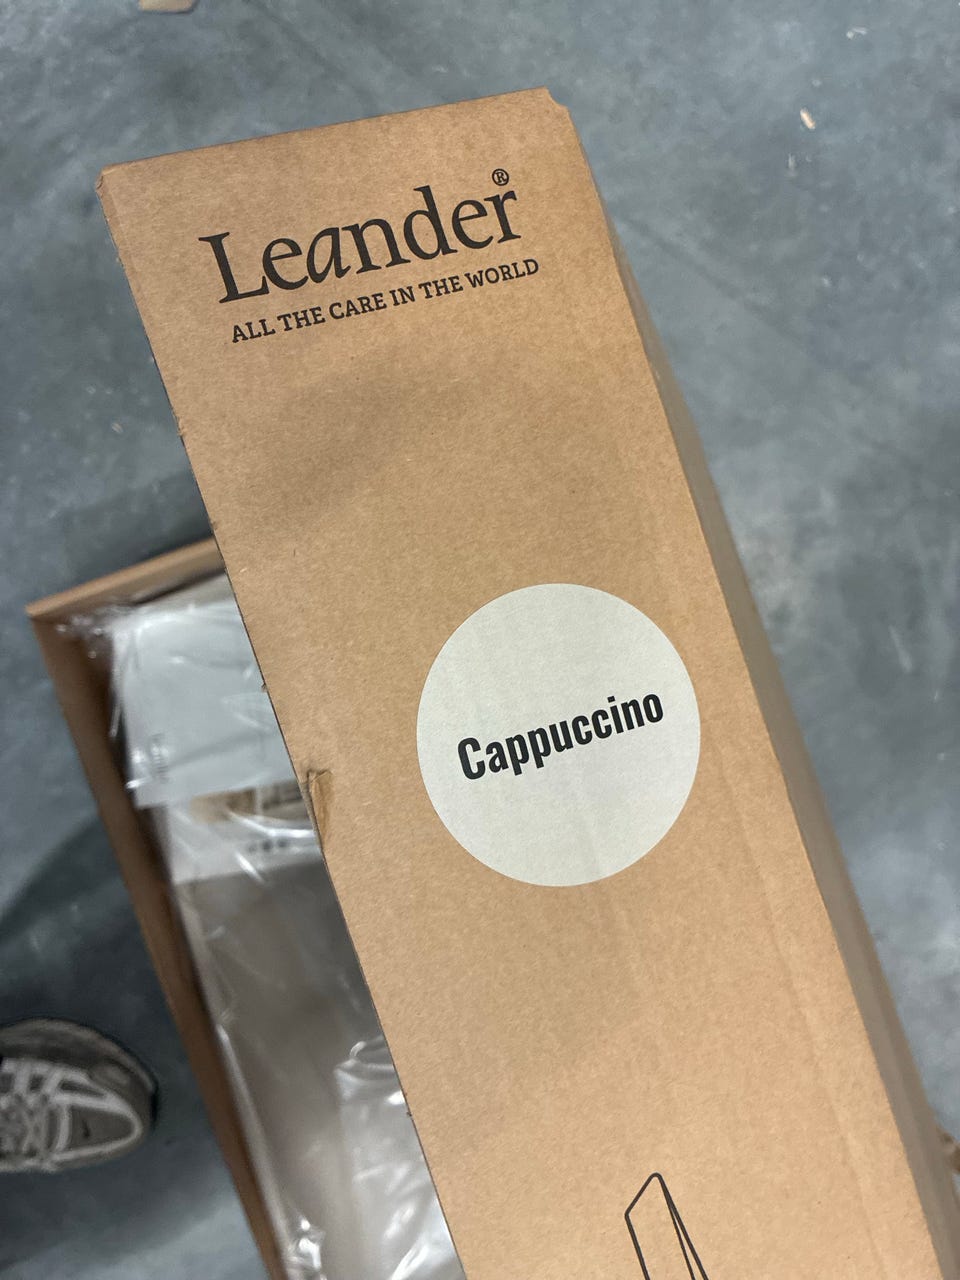 Leander®
ALL THE CARE IN THE WORLD
Cappuccino